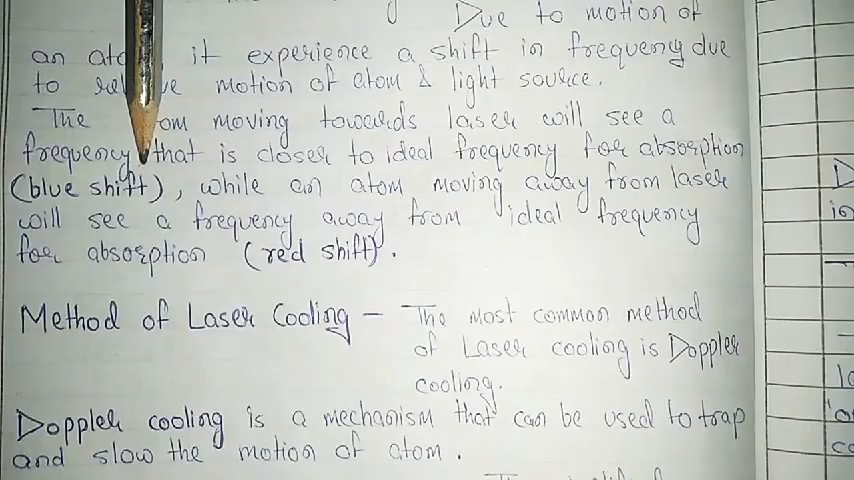 Due to motion of
an it experience a shift in frequency due
to motion of atom & light source.
The moving towards laser will see a
frequency that is closer to ideal frequency for absorption
(blue shift), while an atom moving away from laser
will see a frequency away from ideal frequency
for absorption (red shift).
Method of Laser Cooling - The most common method
of Laser cooling is Doppler
cooling.
Doppler cooling is a mechanism that can be used to trap
and slow the motion of atom.